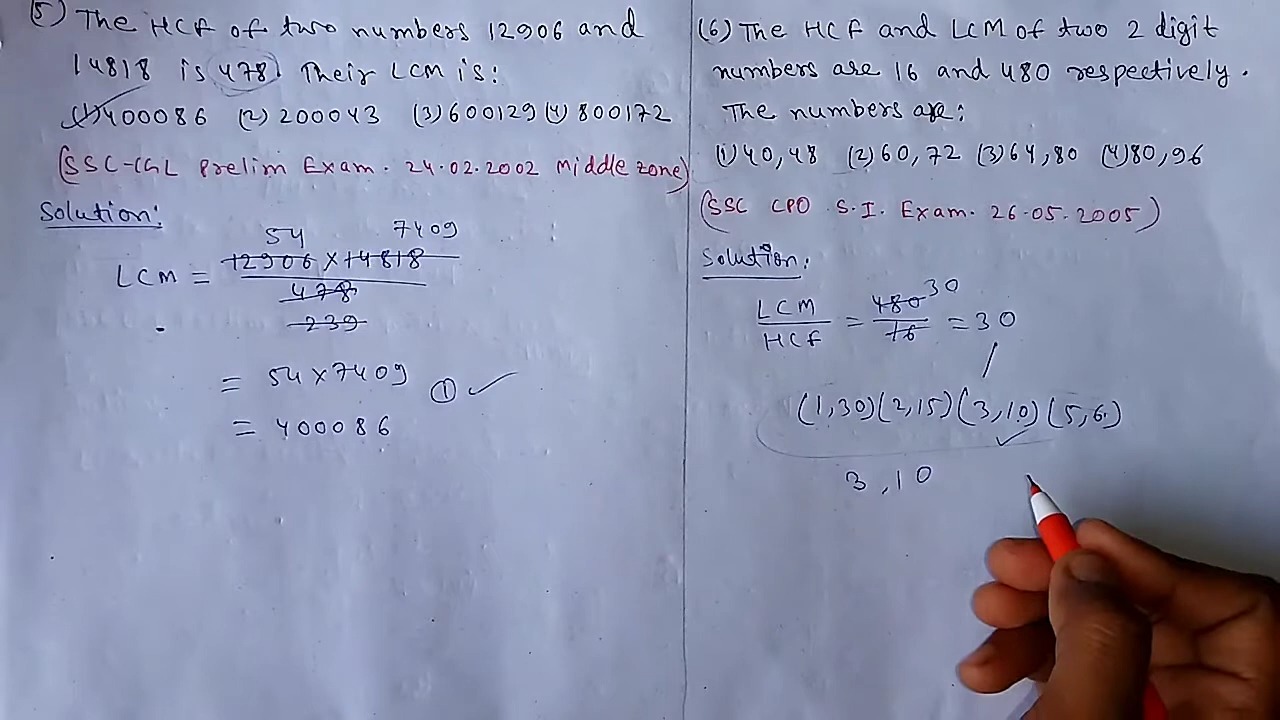 5) The HCF of two numbers 12906 and
14818 is 478. Their LCM is:
(1) 400086 (2) 200043 (3) 600129 (4) 800172
(SSC-CGL Prelim Exam. 24.02.2002 Middle zone)
Solution:
54 7409
LCM = 12906 × 14818
478
239
= 54 × 7409 ①
= 400086
(6) The HCF and LCM of two 2 digit
numbers are 16 and 480 respectively.
The numbers are:
(1) 40, 48 (2) 60, 72 (3) 64, 80 (4) 80, 96
(SSC CPO S.I. Exam. 26.05.2005)
Solution:
LCM/HCF = 480/16 30 = 30
(1,30) (2,15) (3,10) (5,6)
3, 10